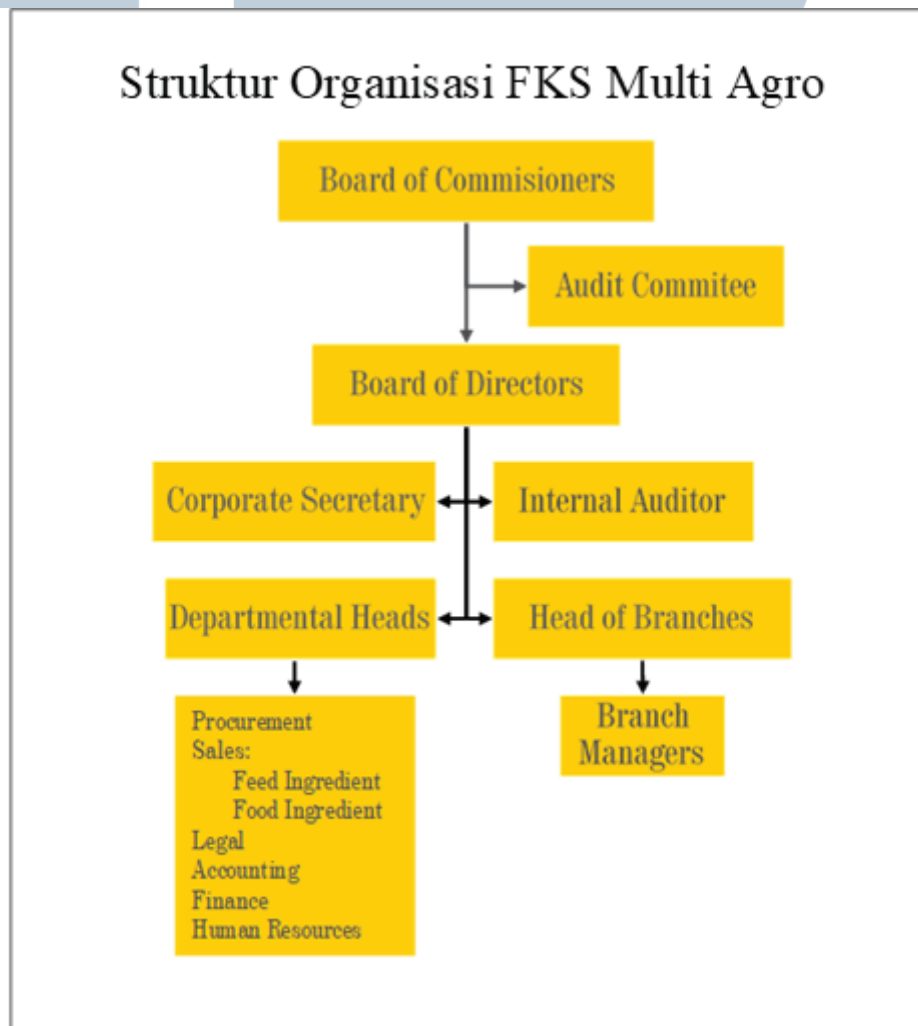 Struktur Organisasi FKS Multi Agro
Board of Commisioners
Audit Commitee
Board of Directors
Corporate Secretary
Internal Auditor
Departmental Heads
Head of Branches
Procurement
Sales:
Feed Ingredient
Food Ingredient
Legal
Accounting
Finance
Human Resources
Branch
Managers